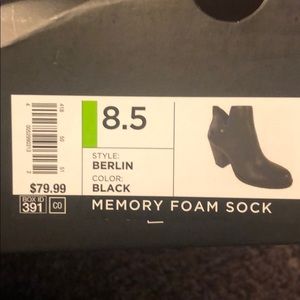 8.5
STYLE:
BERLIN
COLOR:
BLACK
$79.99
BOX ID
391 CO
MEMORY FOAM SOCK